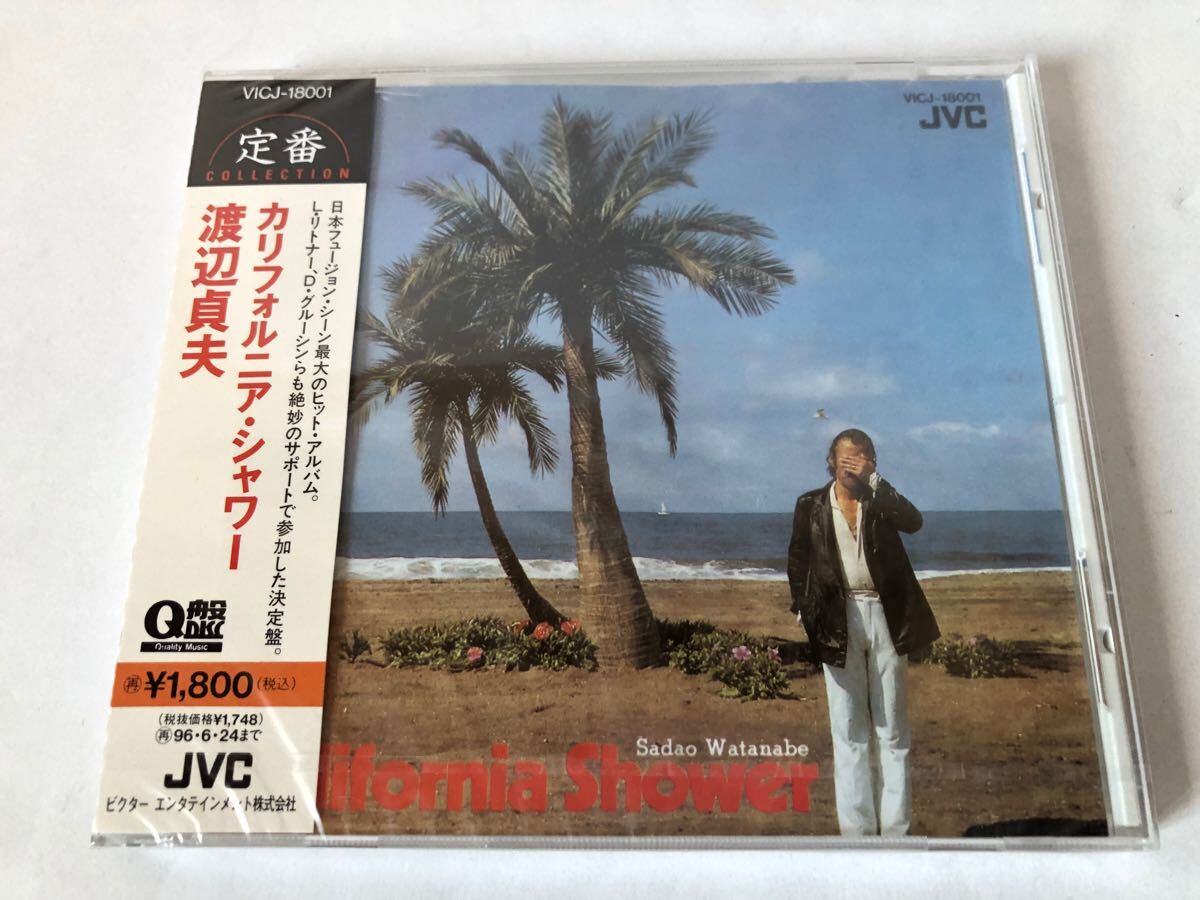 VICJ-18001
定番
COLLECTION
日本フュージョン・シーン最大のヒット・アルバム。
L・リトナー、D・グルーシンらも絶妙のサポートで参加した決定盤。
カリフォルニア・シャワー
渡辺貞夫
Q盤
DKC
Quality Music
再 ¥1,800(税込)
(税抜価格¥1,748)
再96・6・24まで
JVC
ビクター エンタテインメント株式会社
VICJ-18001
JVC
Sadao Watanabe
lifornia Shower